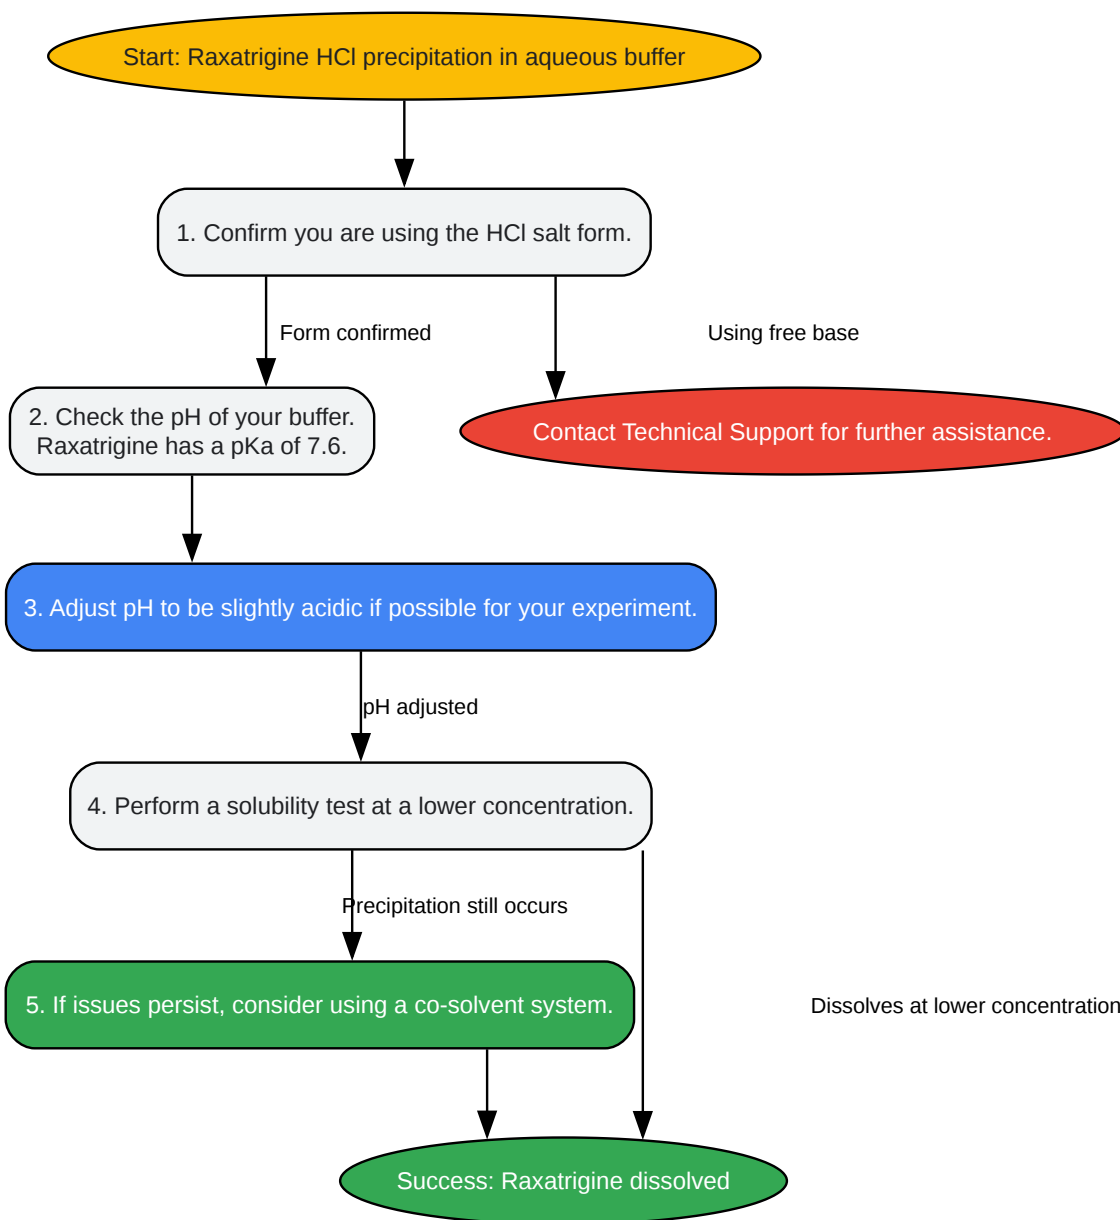 Start: Raxatrigine HCl precipitation in aqueous buffer
1. Confirm you are using the HCl salt form.
Form confirmed
Using free base
2. Check the pH of your buffer.
Raxatrigine has a pKa of 7.6.
Contact Technical Support for further assistance.
3. Adjust pH to be slightly acidic if possible for your experiment.
pH adjusted
4. Perform a solubility test at a lower concentration.
Precipitation still occurs
5. If issues persist, consider using a co-solvent system.
Dissolves at lower concentration
Success: Raxatrigine dissolved